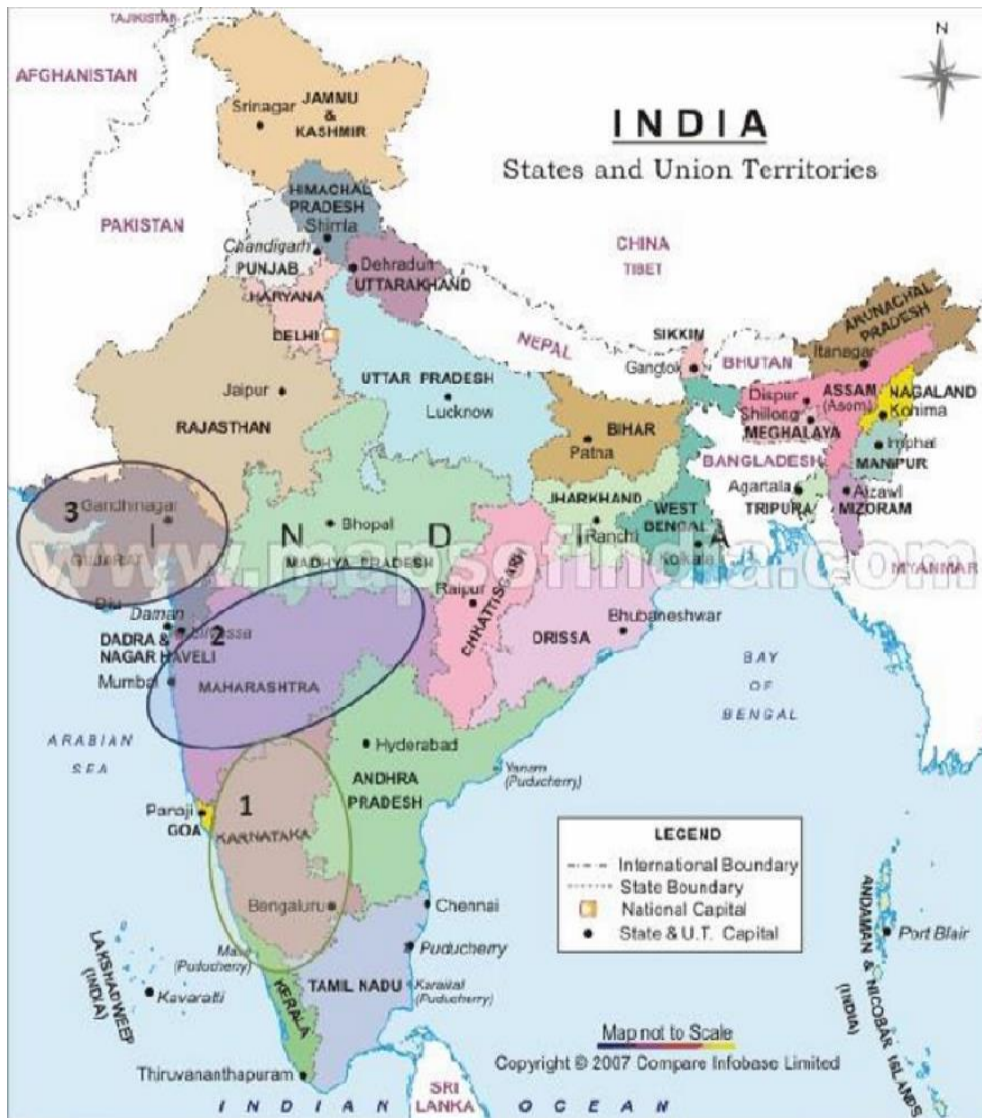 TAJIKISTAN
N
AFGHANISTAN
Srinagar
JAMMU
&
KASHMIR
INDIA
States and Union Territories
HIMACHAL
PRADESH
Shimla
PAKISTAN
Chandigarh
PUNJAB
Dehradun
UTTARAKHAND
CHINA
TIBET
HARYANA
DELHI
NEPAL
SIKKIM
Gangtok
BHUTAN
ARUNACHAL
PRADESH
Itanagar
Jaipur
RAJASTHAN
UTTAR PRADESH
Lucknow
Dispur
Shillong
MEGHALAYA
ASSAM
(Asom)
NAGALAND
Kohima
BIHAR
Patna
BANGLADESH
Imphal
MANIPUR
3
Gandhinagar
GUJARAT
JHARKHAND
Ranchi
WEST
BENGAL
Kolkata
Agartala
TRIPURA
Aizawl
MIZORAM
I N D I A
Bhopal
MADHYA PRADESH
www.mapsofindia.com
MYANMAR
Diu
Daman
Silvassa
DADRA &
NAGAR HAVELI
2
Raipur
CHHATTISGARH
Bhubaneshwar
ORISSA
Mumbai
MAHARASHTRA
BAY
OF
BENGAL
ARABIAN
SEA
Hyderabad
ANDHRA
PRADESH
Yanam
(Puducherry)
Panaji
GOA
1
KARNATAKA
Bengaluru
Chennai
LEGEND
International Boundary
State Boundary
National Capital
State & U.T. Capital
Mahe
(Puducherry)
Puducherry
LAKSHADWEEP
(INDIA)
Kavaratti
KERALA
TAMIL NADU
Karaikal
(Puducherry)
ANDAMAN & NICOBAR ISLANDS
(INDIA)
Port Blair
Thiruvananthapuram
SRI
LANKA
Map not to Scale
Copyright © 2007 Compare Infobase Limited
INDIAN OCEAN